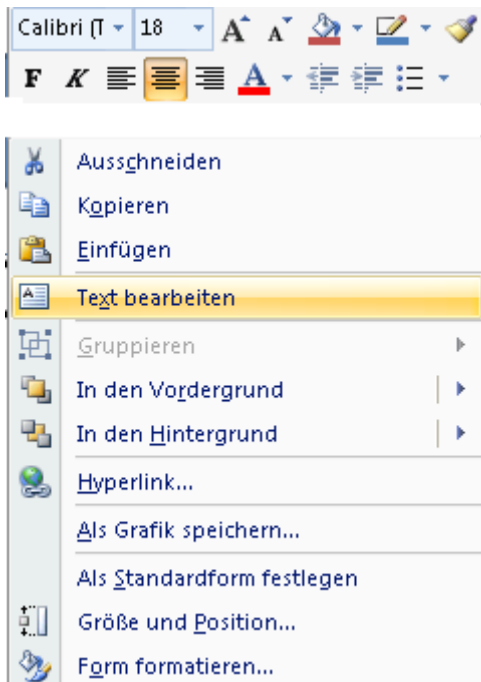 Calibri (T 18 A A
F K A
Ausschneiden
Kopieren
Einfügen
Text bearbeiten
Gruppieren
In den Vordergrund
In den Hintergrund
Hyperlink...
Als Grafik speichern...
Als Standardform festlegen
Größe und Position...
Form formatieren...